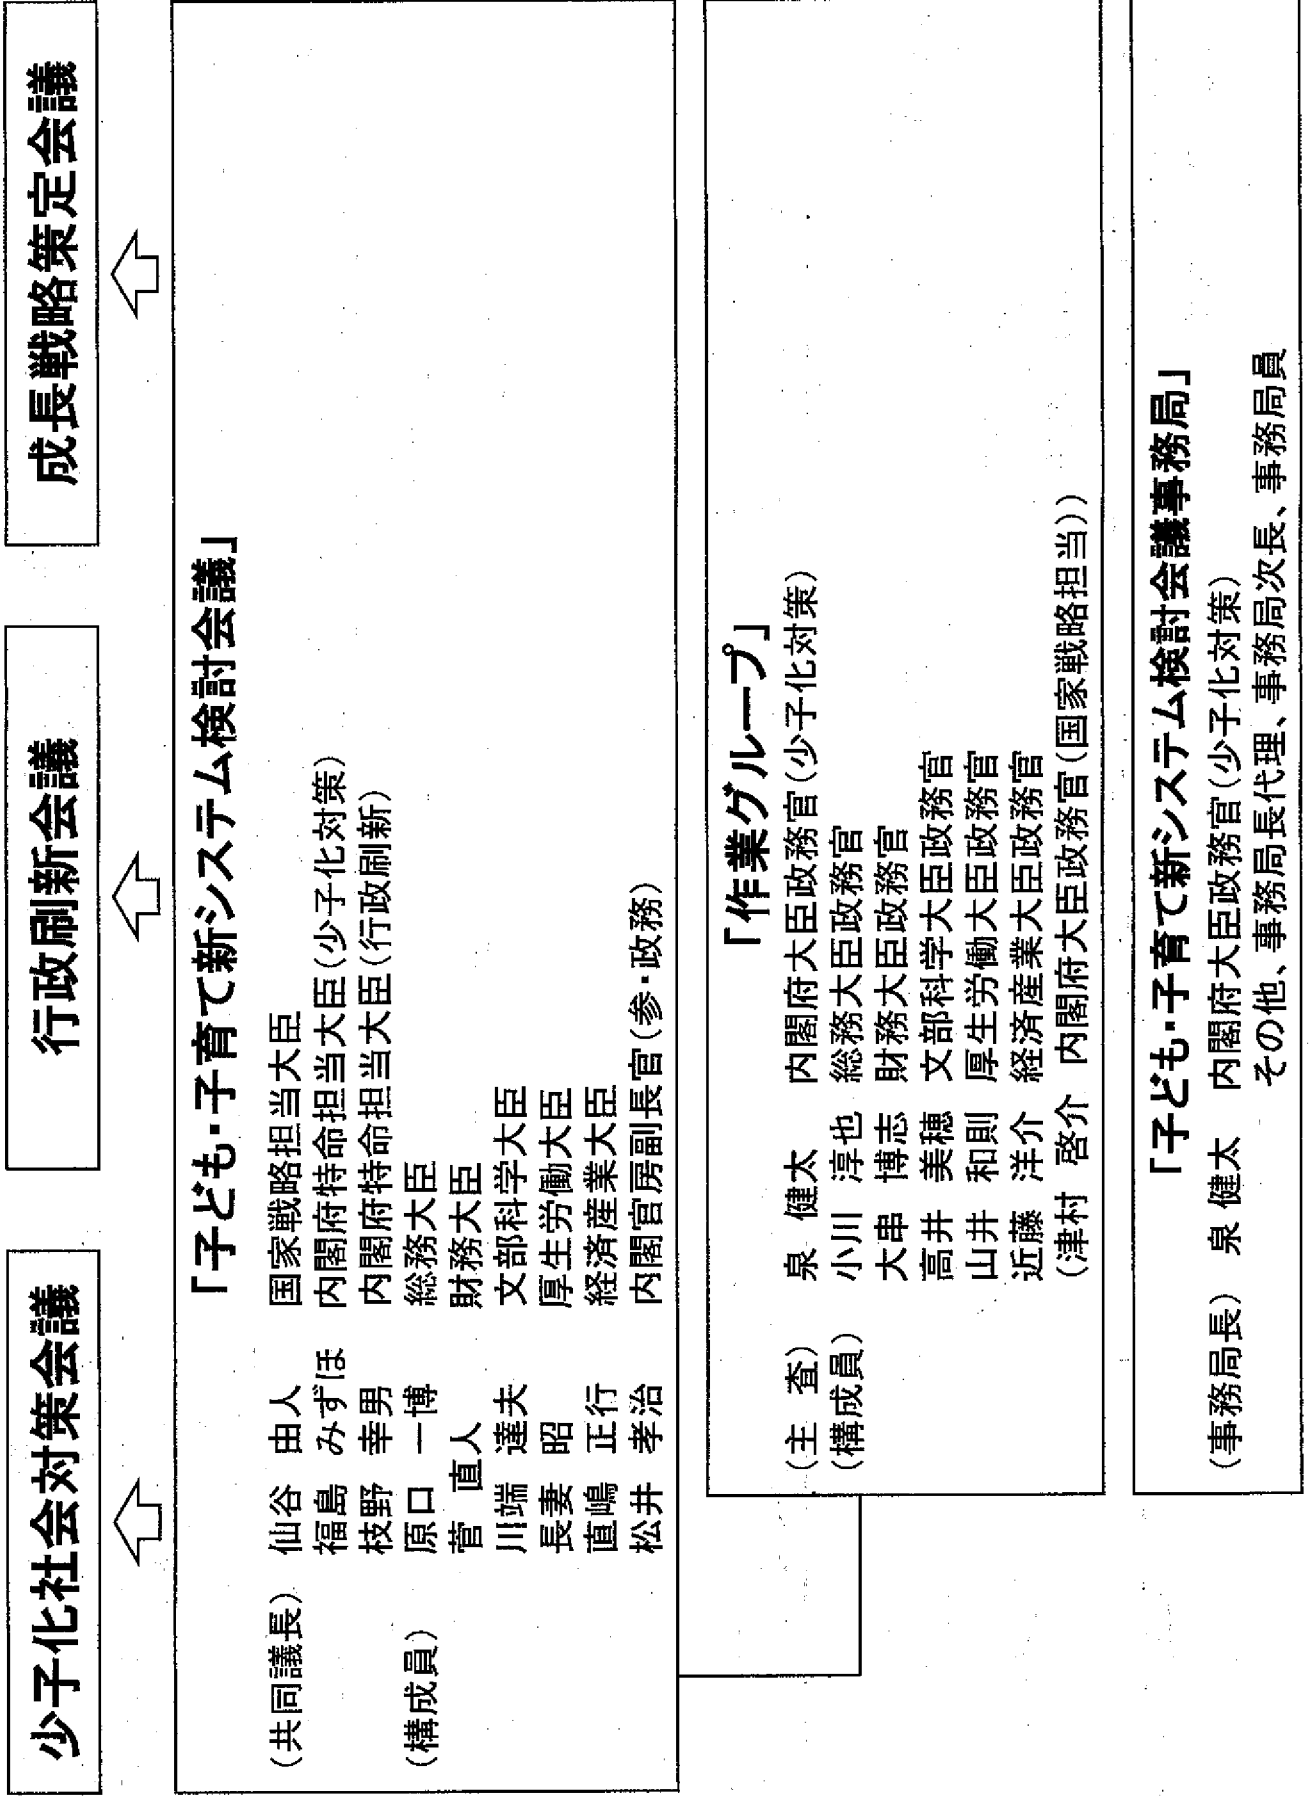 少子化社会対策会議
行政刷新会議
成長戦略策定会議
「子ども・子育て新システム検討会議」
(共同議長) 仙谷 由人 国家戦略担当大臣
福島 みずほ 内閣府特命担当大臣(少子化対策)
枝野 幸男 内閣府特命担当大臣(行政刷新)
(構成員) 原口 一博 総務大臣
菅 直人 財務大臣
川端 達夫 文部科学大臣
長妻 昭 厚生労働大臣
直嶋 正行 経済産業大臣
松井 孝治 内閣官房副長官(参・政務)
「作業グループ」
(主 査) 泉 健太 内閣府大臣政務官(少子化対策)
(構成員) 小川 淳也 総務大臣政務官
大串 博志 財務大臣政務官
高井 美穂 文部科学大臣政務官
山井 和則 厚生労働大臣政務官
近藤 洋介 経済産業大臣政務官
(津村 啓介 内閣府大臣政務官(国家戦略担当))
「子ども・子育て新システム検討会議事務局」
(事務局長) 泉 健太 内閣府大臣政務官(少子化対策)
その他、事務局長代理、事務局次長、事務局員